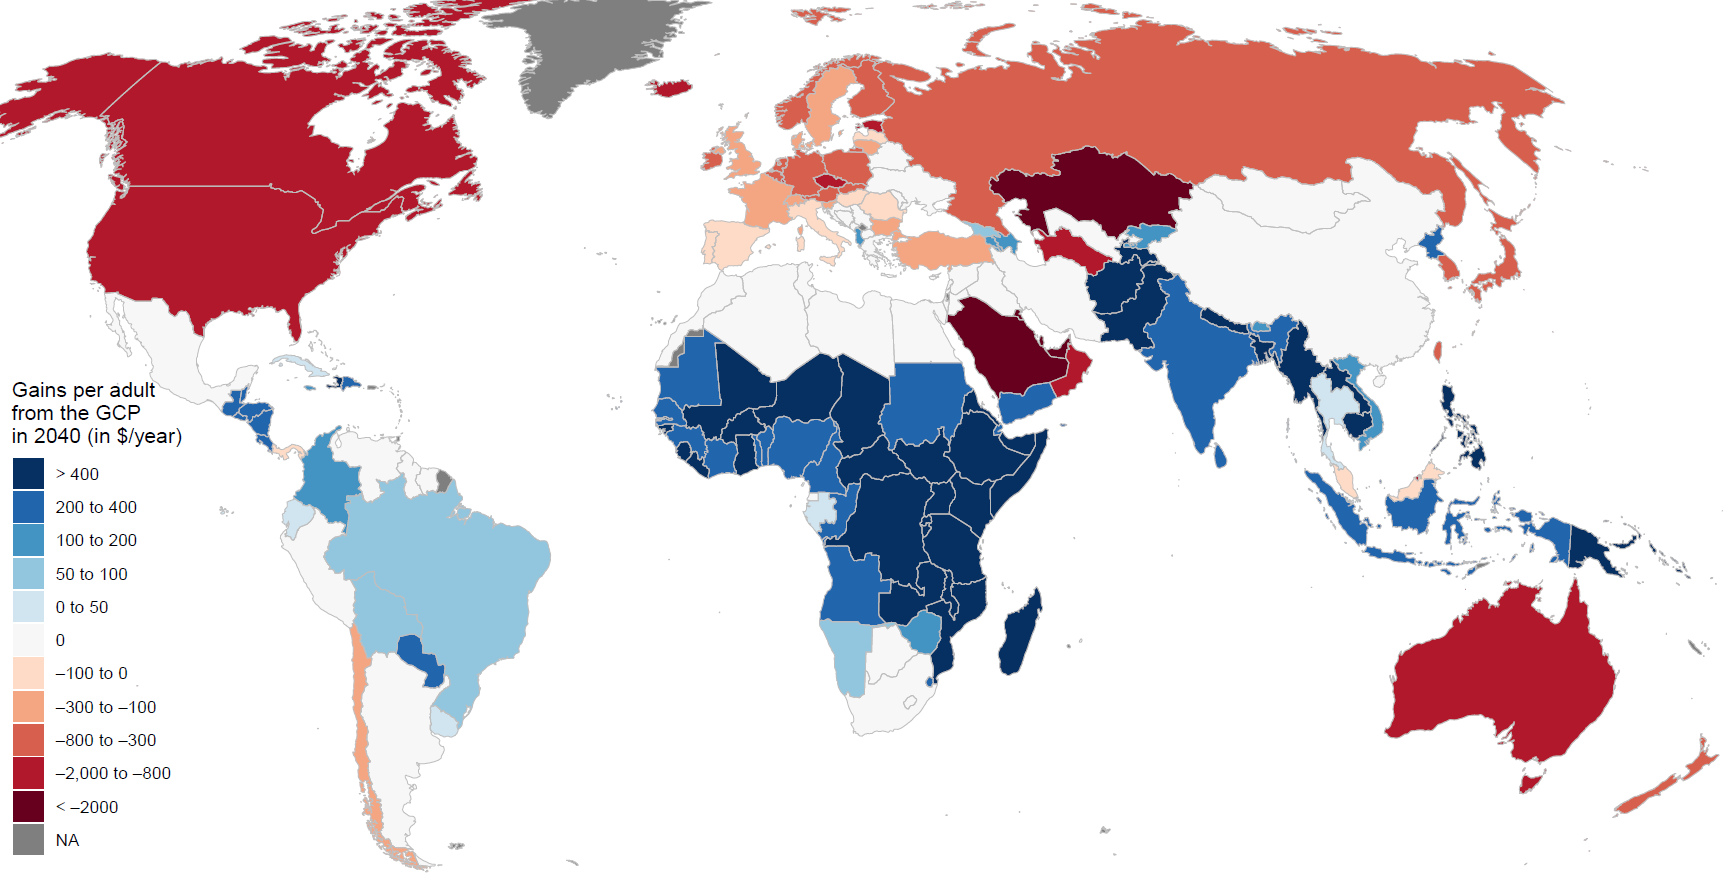 Gains per adult
from the GCP
in 2040 (in $/year)
> 400
200 to 400
100 to 200
50 to 100
0 to 50
0
–100 to 0
–300 to –100
–800 to –300
–2,000 to –800
< –2000
NA